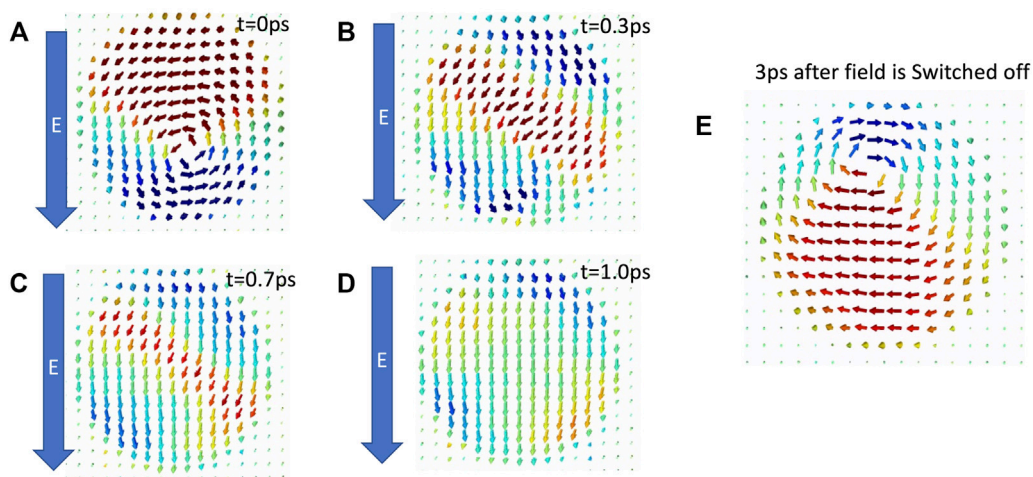 A
E
t=0ps
B
E
t=0.3ps
3ps after field is Switched off
E
C
E
t=0.7ps
D
E
t=1.0ps